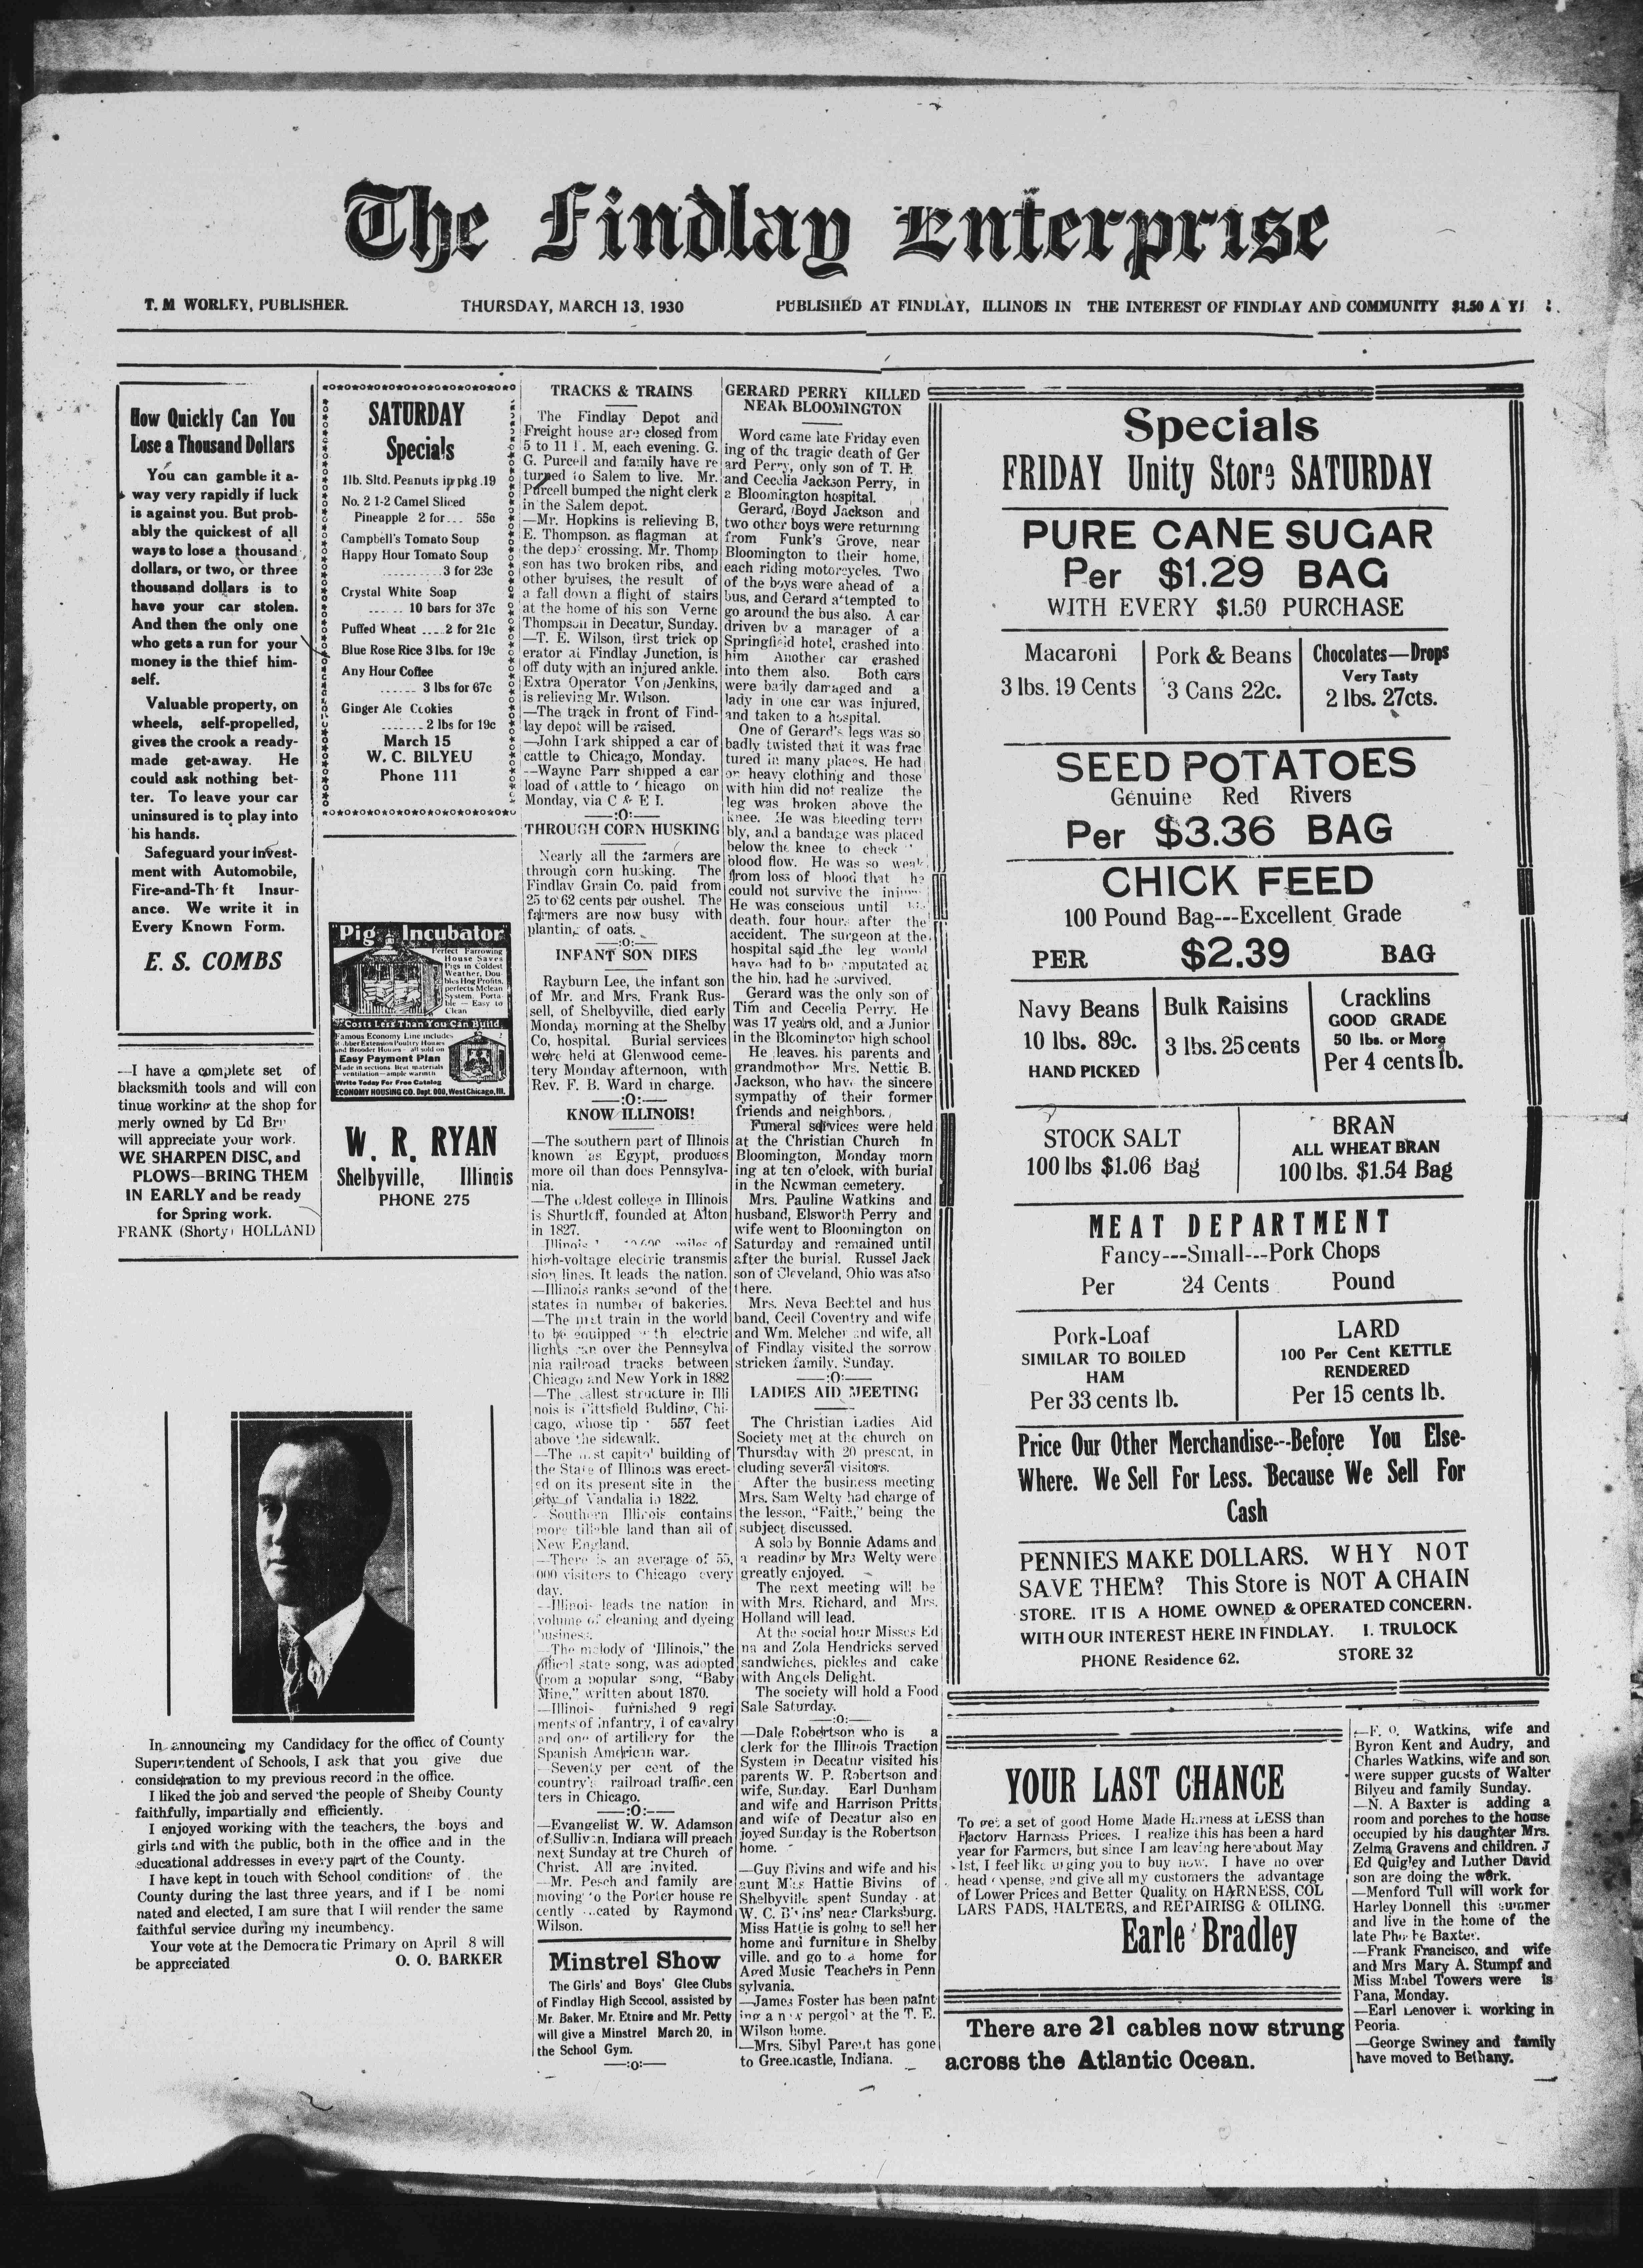 The Findlay Enterprise
T. M WORLEY, PUBLISHER.
THURSDAY, MARCH 13, 1930
PUBLISHED AT FINDLAY, ILLINOIS IN THE INTEREST OF FINDLAY AND COMMUNITY $1.50 A
How Quickly Can You
Lose a Thousand Dollars
You can gamble it a-
way very rapidly if luck
is against you. But prob-
ably the quickest of all
ways to lose a thousand
dollars, or two, or three
thousand dollars is to
have your car stolen.
And then the only one
who gets a run for your
money is the thief him-
self.
Valuable property, on
wheels, self-propelled,
gives the crook a ready-
made get-away. He
could ask nothing bet-
ter. To leave your car
uninsured is to play into
his hands.
Safeguard your invest-
ment with Automobile,
Fire-and-Th ft Insur-
ance. We write it in
Every Known Form.
E. S. COMBS
—I have a complete set of
blacksmith tools and will con
tinue working at the shop for
merly owned by Ed
will appreciate your work.
WE SHARPEN DISC, and
PLOWS—BRING THEM
IN EARLY and be ready
for Spring work.
FRANK (Shorty) HOLLAND
SATURDAY
Specials
1lb. Sltd. Peanuts in pkg .19
No. 2 1-2 Camel Sliced
Pineapple 2 for... 55c
Campbell's Tomato Soup
Happy Hour Tomato Soup
.........3 for 23c
Crystal White Soap
...... 10 bars for 37c
Puffed Wheat ....2 for 21c
Blue Rose Rice 3 lbs. for 19c
Any Hour Coffee
...... 3 lbs for 67c
Ginger Ale Cookies
........2 lbs for 19c
March 15
W. C. BILYEU
Phone 111
Pig Incubator
Perfect Farrowing
House Saves
Pigs in Coldest
Weather, Dou-
bles Hog Profits,
perfects Mclean
System. Porta-
ble — Easy to
Clean
Costs Less Than You Can Build
Famous Economy Line includes
Rubber Extension Poultry Houses
and Brooder Houses — all sold on
Easy Payment Plan
Made in sections. Best materials
—ventilation—ample warmth
Write Today For Free Catalog
ECONOMY HOUSING CO. Dept. 000, West Chicago, Ill.
W. R. RYAN
Shelbyville, Illinois
PHONE 275
In announcing my Candidacy for the office of County
Superintendent of Schools, I ask that you give due
consideration to my previous record in the office.
I liked the job and served the people of Shelby County
faithfully, impartially and efficiently.
I enjoyed working with the teachers, the boys and
girls and with the public, both in the office and in the
educational addresses in every part of the County.
I have kept in touch with School conditions of the
County during the last three years, and if I be nomi
nated and elected, I am sure that I will render the same
faithful service during my incumbency.
Your vote at the Democratic Primary on April 8 will
be appreciated O. O. BARKER
TRACKS & TRAINS
The Findlay Depot and
Freight house are closed from
5 to 11 P. M, each evening. G.
G. Purcell and family have re
turned to Salem to live. Mr.
Purcell bumped the night clerk
in the Salem depot.
—Mr. Hopkins is relieving B,
E. Thompson. as flagman at
the depot crossing. Mr. Thomp
son has two broken ribs, and
other bruises, the result of
a fall down a flight of stairs
at the home of his son Verne
Thompson in Decatur, Sunday.
—T. E. Wilson, first trick op
erator at Findlay Junction, is
off duty with an injured ankle.
Extra Operator Von Jenkins,
is relieving Mr. Wilson.
—The track in front of Find-
lay depot will be raised.
—John Park shipped a car of
cattle to Chicago, Monday.
—Wayne Parr shipped a car
load of cattle to Chicago on
Monday, via C & E I.
—:O:—
THROUGH CORN HUSKING
Nearly all the farmers are
through corn husking. The
Findlay Grain Co. paid from
25 to 62 cents per oushel. The
farmers are now busy with
planting of oats.
—:O:—
INFANT SON DIES
Rayburn Lee, the infant son
of Mr. and Mrs. Frank Rus-
sell, of Shelbyville, died early
Monday morning at the Shelby
Co, hospital. Burial services
were held at Glenwood ceme-
tery Monday afternoon, with
Rev. F. B. Ward in charge.
—:O:—
KNOW ILLINOIS!
—The southern part of Illinois
known as Egypt, produces
more oil than does Pennsylva-
nia.
—The oldest college in Illinois
is Shurtleff, founded at Alton
in 1827.
Illinois miles of
high-voltage electric transmis
sion lines. It leads the nation.
—Illinois ranks second of the
states in number of bakeries.
—The first train in the world
to be equipped with electric
lights ran over the Pennsylva
nia railroad tracks between
Chicago and New York in 1882
—The tallest structure in Illi
nois is Pittsfield Bulding, Chi-
cago, whose tip 557 feet
above the sidewalk.
—The capitol building of
the State of Illinois was erect-
ed on its present site in the
city of Vandalia in 1822.
Southern Illinois contains
more tillable land than all of
New England.
—There is an average of 55,
000 visitors to Chicago every
day.
—Illinois leads the nation in
volume of cleaning and dyeing
business.
—The melody of "Illinois," the
official state song, was adopted
from a popular song, "Baby
Mine," written about 1870.
—Illinois furnished 9 regi
ments of infantry, 1 of cavalry
and one of artillery for the
Spanish American war.
—Seventy per cent of the
country's railroad traffic cen
ters in Chicago.
—:O:—
—Evangelist W. W. Adamson
of Sullivan, Indiana will preach
next Sunday at tre Church of
Christ. All are invited.
—Mr. Pesch and family are
moving to the Porter house re
cently vacated by Raymond
Wilson.
Minstrel Show
The Girls' and Boys' Glee Clubs
of Findlay High Sccool, assisted by
Mr. Baker, Mr. Etnire and Mr. Petty
will give a Minstrel March 20, in
the School Gym.
—:o:—
GERARD PERRY KILLED
NEAR BLOOMINGTON
Word came late Friday even
ing of the tragic death of Ger
ard Perry, only son of T. H.
and Cecelia Jackson Perry, in
a Bloomington hospital.
Gerard, Boyd Jackson and
two other boys were returning
from Funk's Grove, near
Bloomington to their home,
each riding motorcycles. Two
of the boys were ahead of a
bus, and Gerard attempted to
go around the bus also. A car
driven by a manager of a
Springfield hotel, crashed into
him Another car crashed
into them also. Both cars
were badly damaged and a
lady in one car was injured,
and taken to a hospital.
One of Gerard's legs was so
badly twisted that it was frac
tured in many places. He had
on heavy clothing and those
with him did not realize the
leg was broken above the
knee. He was bleeding terri
bly, and a bandage was placed
below the knee to check
blood flow. He was so weak
from loss of blood that he
could not survive the injury
He was conscious until his
death, four hours after the
accident. The surgeon at the
hospital said the leg would
have had to be amputated at
the hip, had he survived.
Gerard was the only son of
Tim and Cecelia Perry. He
was 17 years old, and a Junior
in the Bloomington high school
He leaves, his parents and
grandmother Mrs. Nettie B.
Jackson, who have the sincere
sympathy of their former
friends and neighbors.
Funeral services were held
at the Christian Church in
Bloomington, Monday morn
ing at ten o'clock, with burial
in the Newman cemetery.
Mrs. Pauline Watkins and
husband, Elsworth Perry and
wife went to Bloomington on
Saturday and remained until
after the burial. Russel Jack
son of Cleveland, Ohio was also
there.
Mrs. Neva Bechtel and hus
band, Cecil Coventry and wife
and Wm. Melcher and wife, all
of Findlay visited the sorrow
stricken family, Sunday.
—:O:—
LADIES AID MEETING
The Christian Ladies Aid
Society met at the church on
Thursday with 20 present, in
cluding several visitors.
After the business meeting
Mrs. Sam Welty had charge of
the lesson, "Faith," being the
subject discussed.
A solo by Bonnie Adams and
a reading by Mrs Welty were
greatly enjoyed.
The next meeting will be
with Mrs. Richard, and Mrs.
Holland will lead.
At the social hour Misses Ed
na and Zola Hendricks served
sandwiches, pickles and cake
with Angels Delight.
The society will hold a Food
Sale Saturday.
—:O:—
—Dale Robertson who is a
clerk for the Illinois Traction
System in Decatur visited his
parents W. P. Robertson and
wife, Sunday. Earl Dunham
and wife and Harrison Pritts
and wife of Decatur also en
joyed Sunday is the Robertson
home.
—Guy Bivins and wife and his
aunt Miss Hattie Bivins of
Shelbyville spent Sunday at
W. C. Bivins' near Clarksburg.
Miss Hattie is going to sell her
home and furniture in Shelby
ville, and go to a home for
Aged Music Teachers in Penn
sylvania.
—James Foster has been paint
ing a new pergola at the T. E.
Wilson home.
—Mrs. Sibyl Parent has gone
to Greencastle, Indiana.
Specials
FRIDAY Unity Store SATURDAY
PURE CANE SUGAR
Per $1.29 BAG
WITH EVERY $1.50 PURCHASE
Macaroni
3 lbs. 19 Cents
Pork & Beans
3 Cans 22c.
Chocolates—Drops
Very Tasty
2 lbs. 27cts.
SEED POTATOES
Genuine Red Rivers
Per $3.36 BAG
CHICK FEED
100 Pound Bag---Excellent Grade
PER $2.39 BAG
Navy Beans
10 lbs. 89c.
HAND PICKED
Bulk Raisins
3 lbs. 25 cents
Cracklins
GOOD GRADE
50 lbs. or More
Per 4 cents lb.
STOCK SALT
100 lbs $1.06 Bag
BRAN
ALL WHEAT BRAN
100 lbs. $1.54 Bag
MEAT DEPARTMENT
Fancy---Small---Pork Chops
Per 24 Cents Pound
Pork-Loaf
SIMILAR TO BOILED
HAM
Per 33 cents lb.
LARD
100 Per Cent KETTLE
RENDERED
Per 15 cents lb.
Price Our Other Merchandise---Before You Else-
Where. We Sell For Less. Because We Sell For
Cash
PENNIES MAKE DOLLARS. WHY NOT
SAVE THEM? This Store is NOT A CHAIN
STORE. IT IS A HOME OWNED & OPERATED CONCERN.
WITH OUR INTEREST HERE IN FINDLAY. I. TRULOCK
PHONE Residence 62. STORE 32
YOUR LAST CHANCE
To get a set of good Home Made Harness at LESS than
Factory Harness Prices. I realize this has been a hard
year for Farmers, but since I am leaving here about May
1st, I feel like urging you to buy now. I have no over
head expense, and give all my customers the advantage
of Lower Prices and Better Quality on HARNESS, COL
LARS PADS, HALTERS, and REPAIRISG & OILING.
Earle Bradley
There are 21 cables now strung
across the Atlantic Ocean.
—F. O. Watkins, wife and
Byron Kent and Audry, and
Charles Watkins, wife and son
were supper guests of Walter
Bilyeu and family Sunday.
—N. A Baxter is adding a
room and porches to the house
occupied by his daughter Mrs.
Zelma Gravens and children. J
Ed Quigley and Luther David
son are doing the work.
—Menford Tull will work for
Harley Donnell this summer
and live in the home of the
late Phoebe Baxter.
—Frank Francisco, and wife
and Mrs Mary A. Stumpf and
Miss Mabel Towers were is
Pana, Monday.
—Earl Lenover is working in
Peoria.
—George Swiney and family
have moved to Bethany.